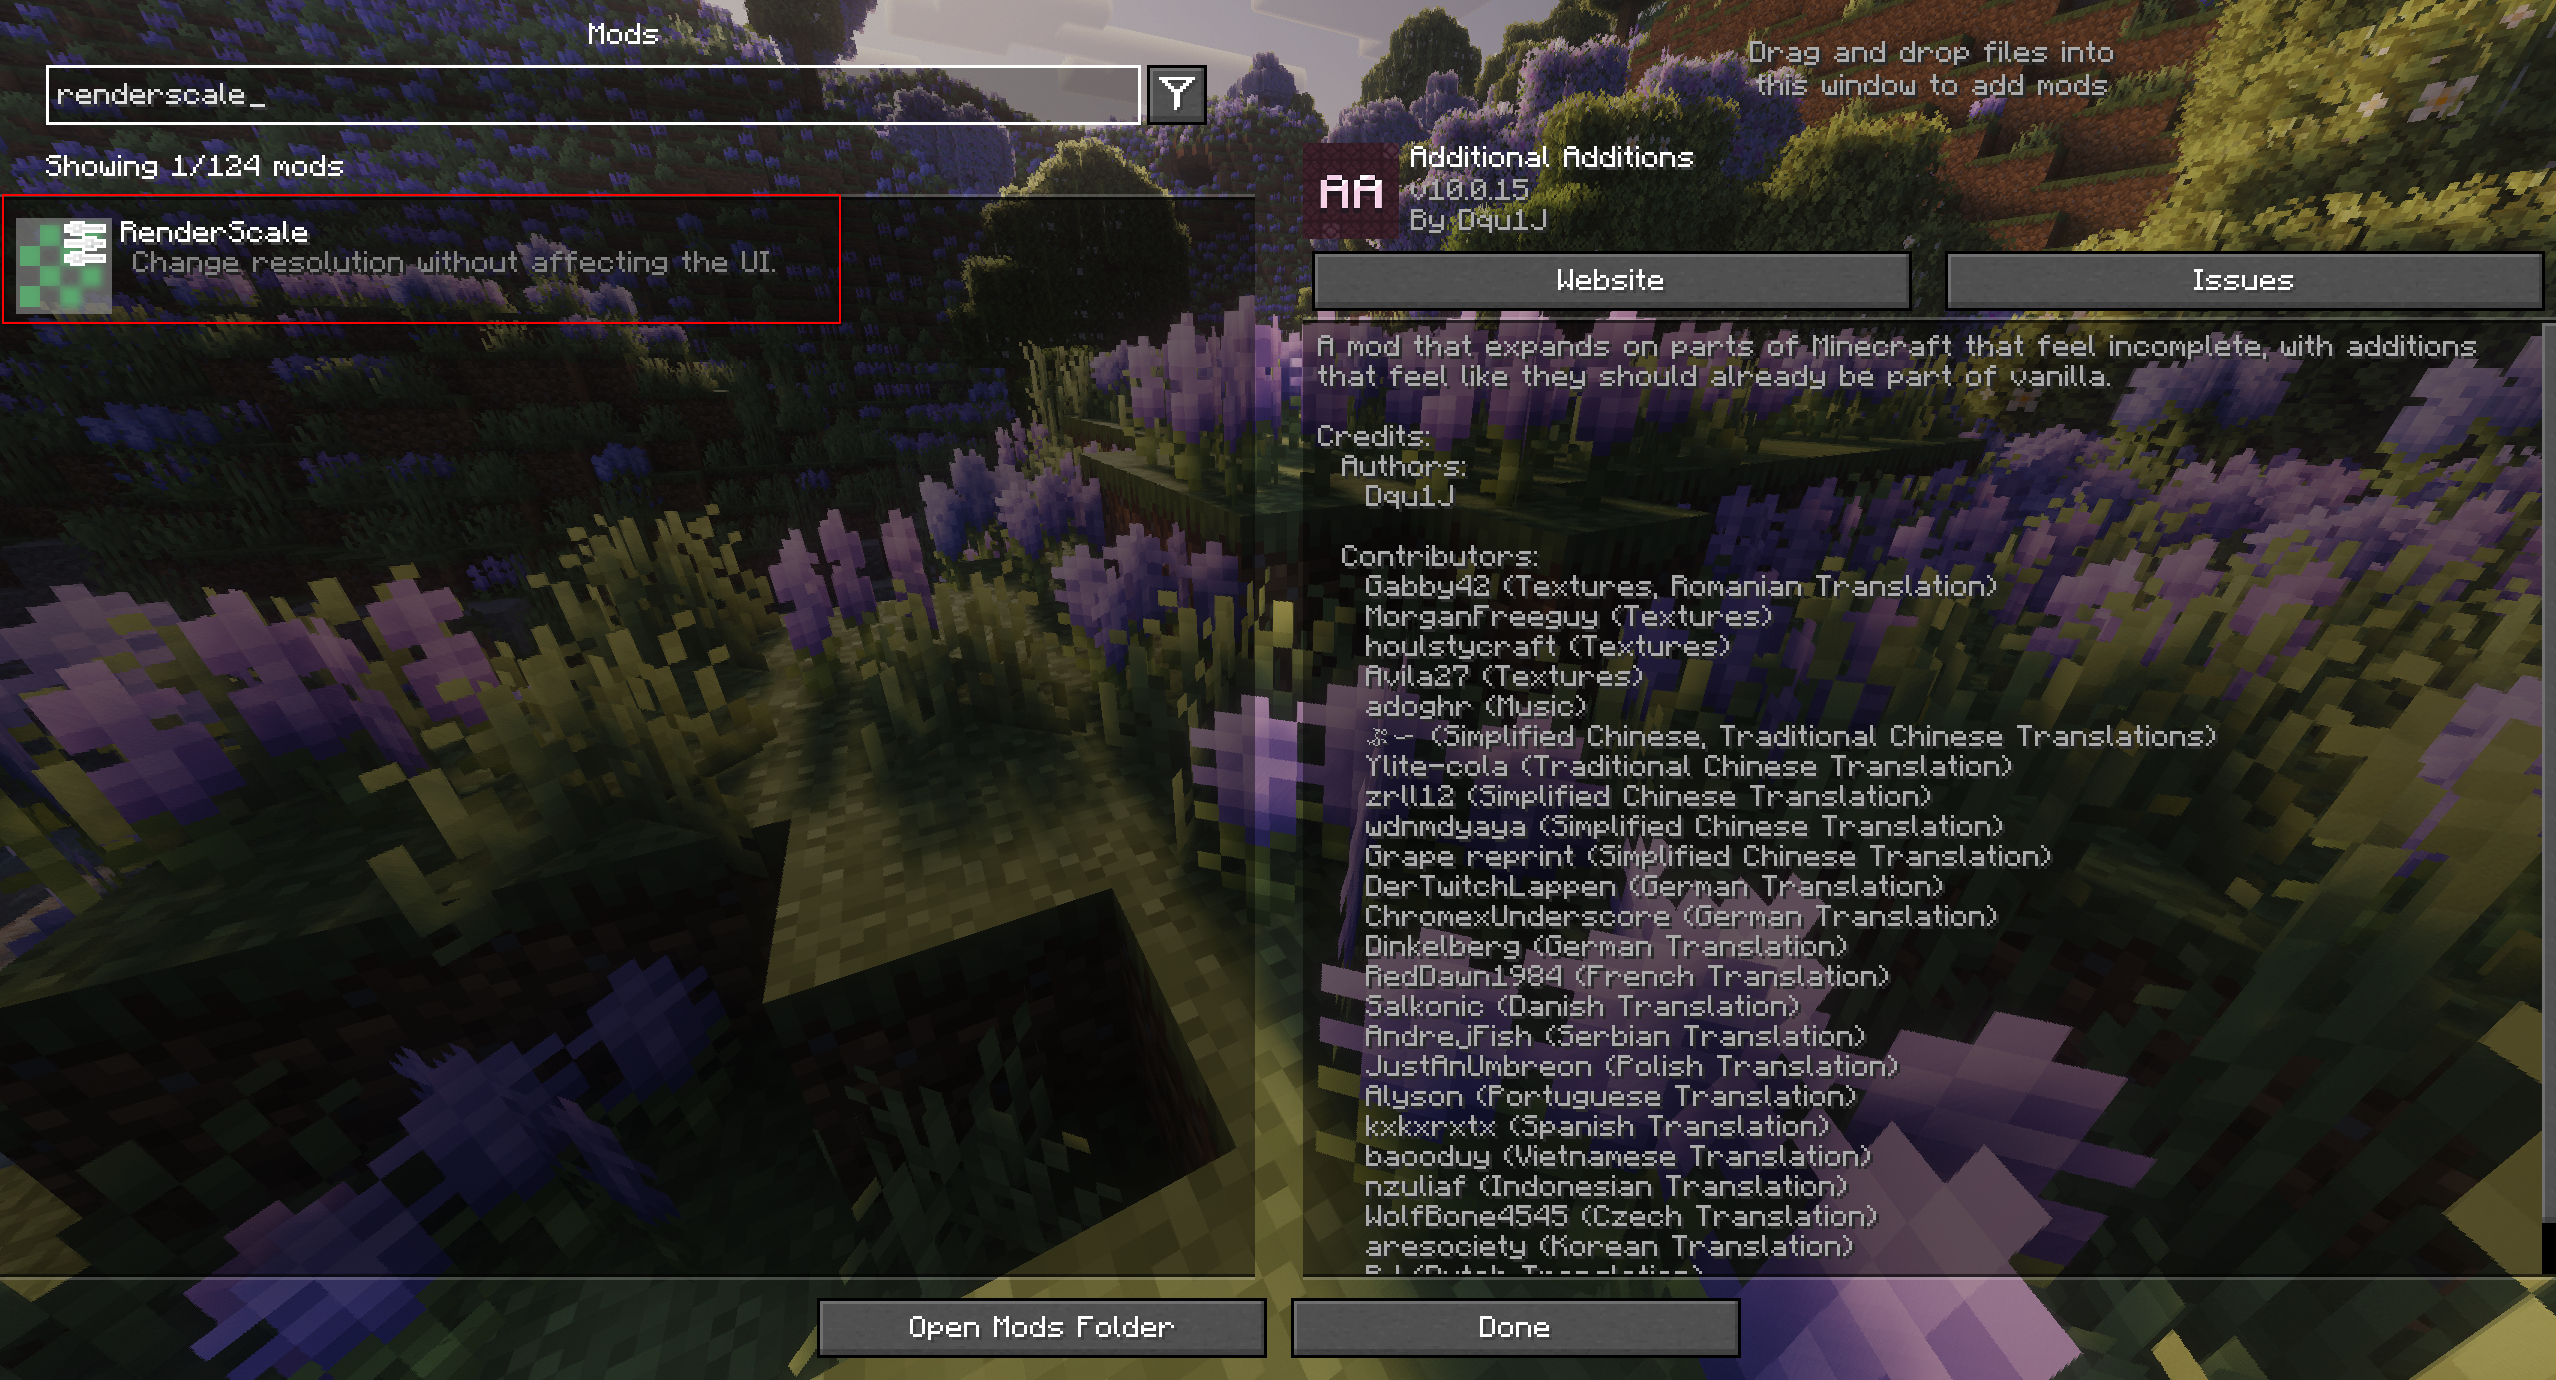 Mods
renderscale_
Showing 1/124 mods
RenderScale
Change resolution without affecting the UI.
Drag and drop files into
this window to add mods
AA
Additional Additions
v10.0.15
By Dqu1J
Website
Issues
A mod that expands on parts of Minecraft that feel incomplete, with additions
that feel like they should already be part of vanilla.
Credits:
Authors:
Dqu1J
Contributors:
Gabby42 (Textures, Romanian Translation)
MorganFreeguy (Textures)
houlstycraft (Textures)
Avila27 (Textures)
adoghr (Music)
(Simplified Chinese, Traditional Chinese Translations)
Ylite-cola (Traditional Chinese Translation)
zrll12 (Simplified Chinese Translation)
wdnmdyaya (Simplified Chinese Translation)
Grape reprint (Simplified Chinese Translation)
DerTwitchLappen (German Translation)
ChromexUnderscore (German Translation)
Dinkelberg (German Translation)
RedDawn1984 (French Translation)
Salkonic (Danish Translation)
AndrejFish (Serbian Translation)
JustAnUmbreon (Polish Translation)
Alyson (Portuguese Translation)
kxkxrxtx (Spanish Translation)
baooduy (Vietnamese Translation)
nzuliaf (Indonesian Translation)
WolfBone4545 (Czech Translation)
aresociety (Korean Translation)
(Dutch Translation)
Open Mods Folder
Done